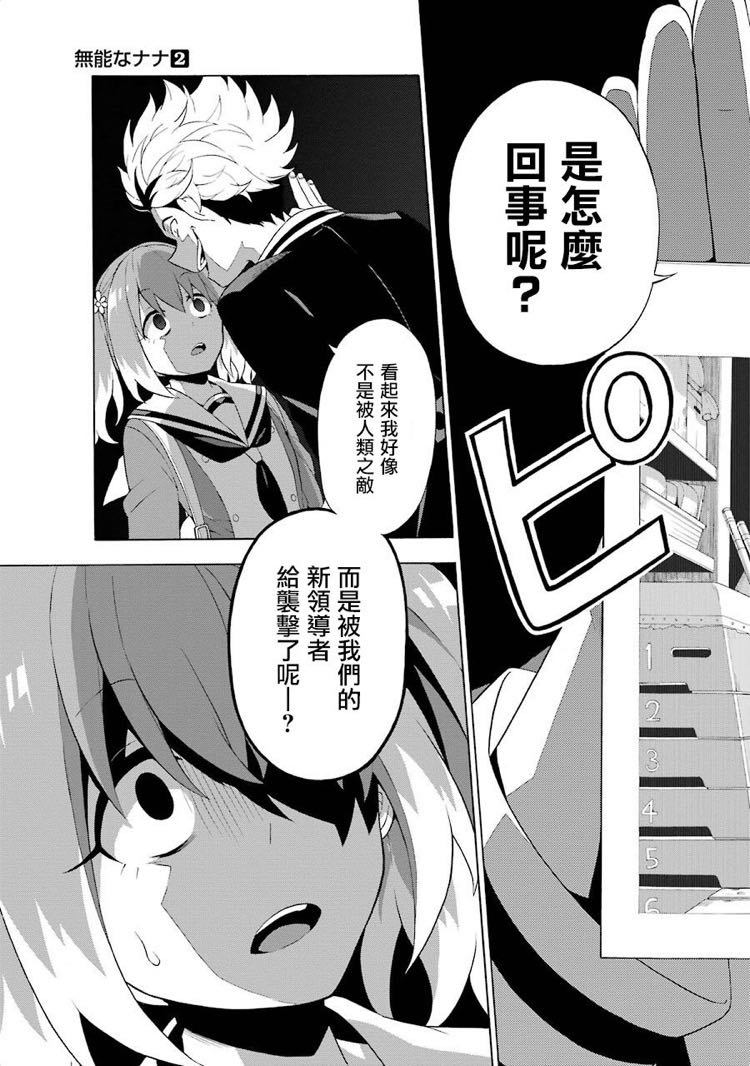 無能なナナ2
是怎麼
回事呢？
ピ
1
2
3
4
5
6
看起來我好像
不是被人類之敵
而是被我們的
新領導者
給襲擊了呢—？